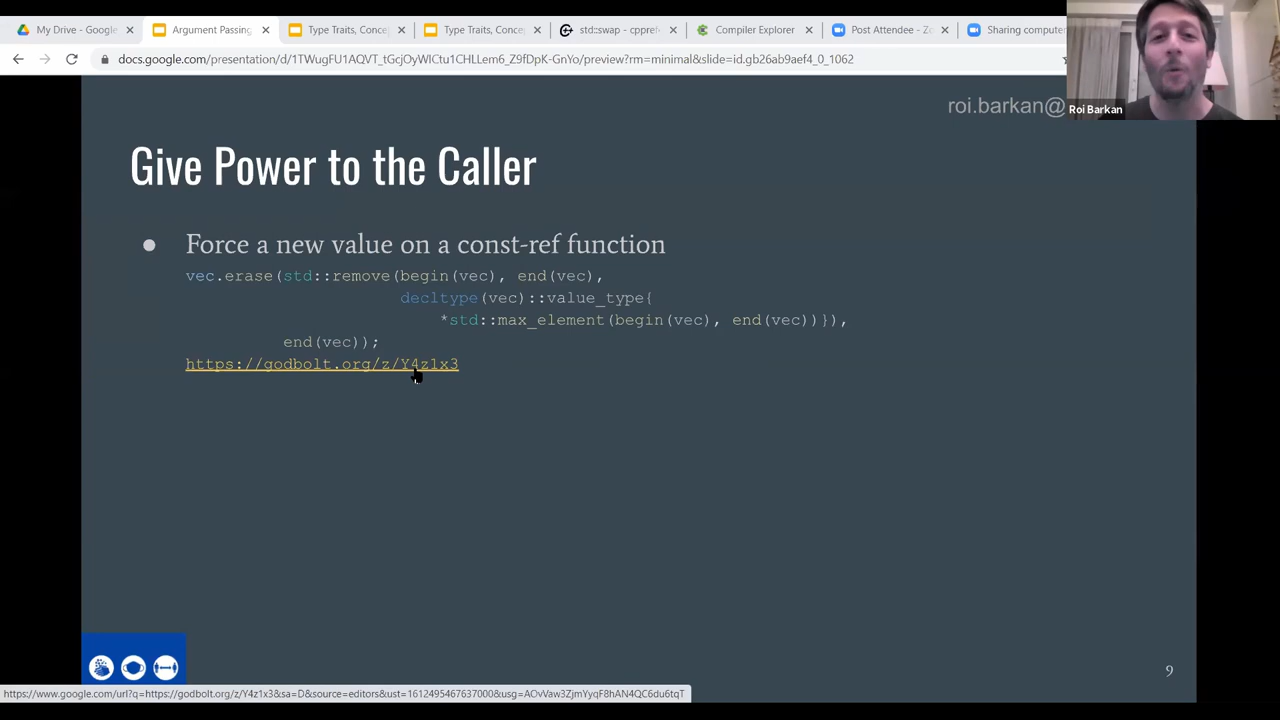 My Drive - Google
Argument Passing
Type Traits, Conce
Type Traits, Conce
std::swap - cppref
Compiler Explorer
Post Attendee - Zo
Sharing computer
docs.google.com/presentation/d/1TWugFU1AQVT_tGcjOyWICtu1CHLLem6_Z9fDpK-GnYo/preview?rm=minimal&slide=id.gb26ab9aef4_0_1062
roi.barkan@
Roi Barkan
Give Power to the Caller
● Force a new value on a const-ref function
vec.erase(std::remove(begin(vec), end(vec),
decltype(vec)::value_type{
*std::max_element(begin(vec), end(vec))}),
end(vec));
https://godbolt.org/z/Y4z1x3
9
https://www.google.com/url?q=https://godbolt.org/z/Y4z1x3&sa=D&source=editors&ust=1612495467637000&usg=AOvVaw3ZjmYyqF8hAN4QC6du6tqT